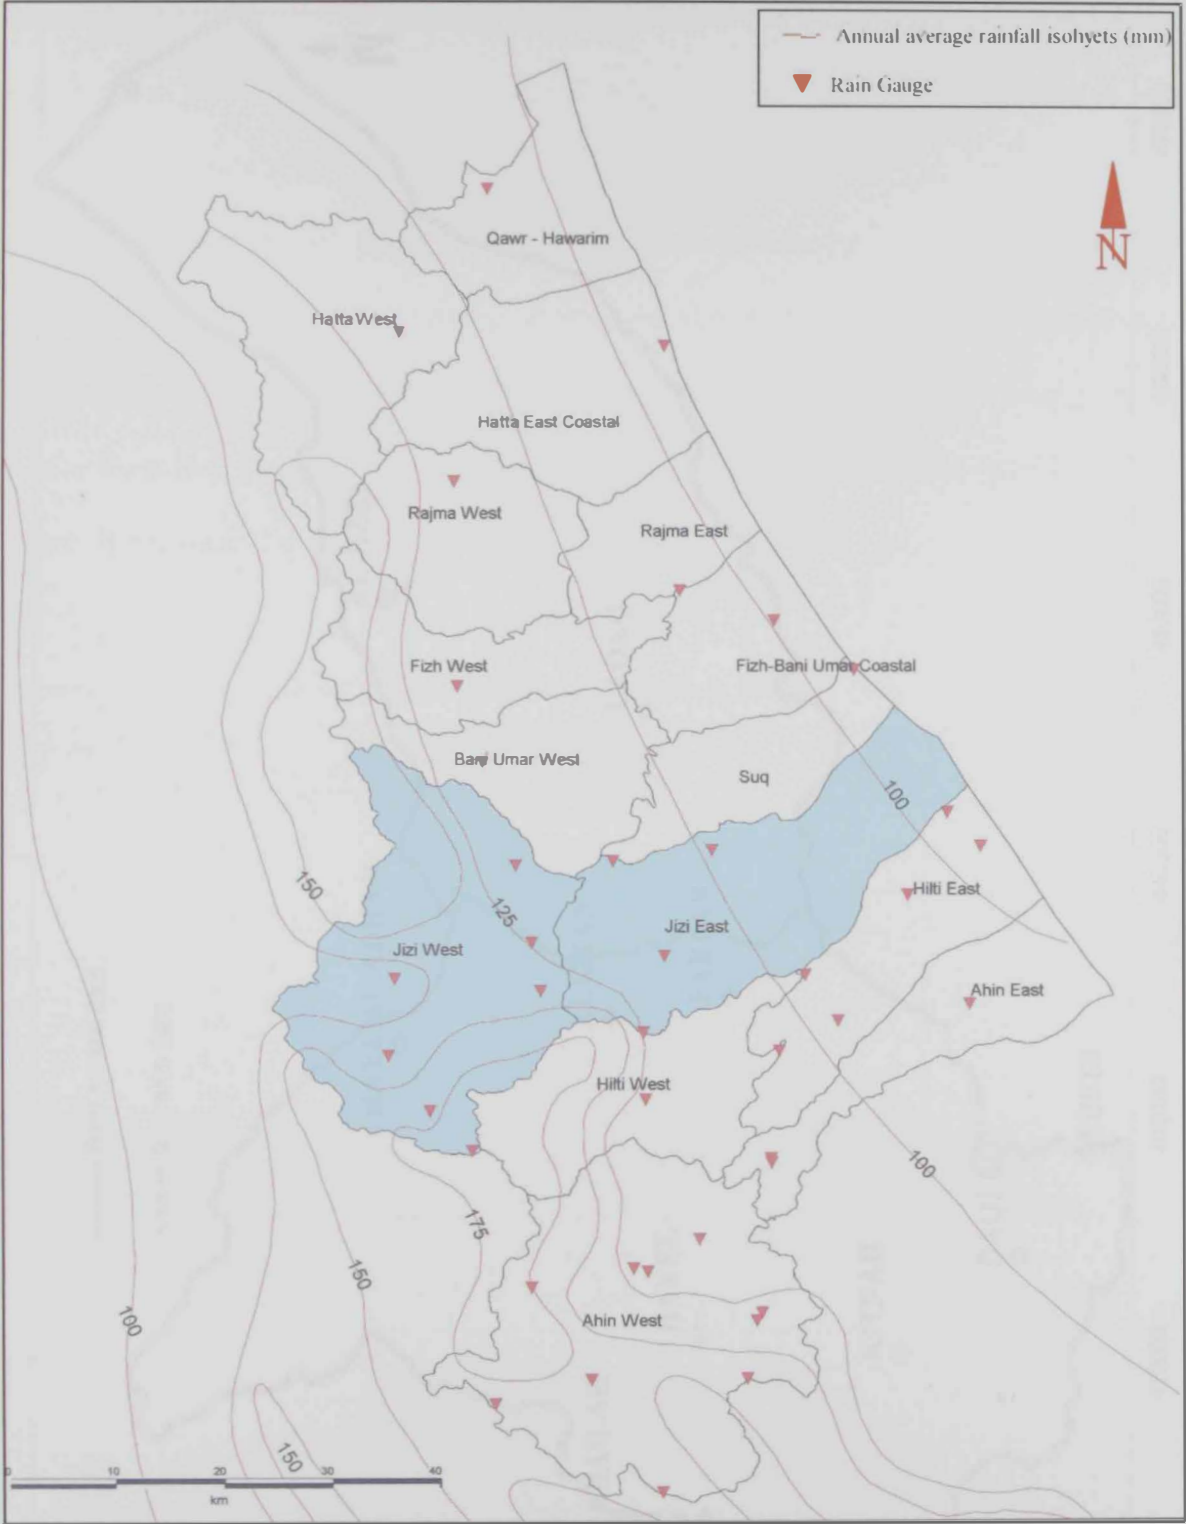 Annual average rainfall isohyets (mm)
Rain Gauge
N
Qawr - Hawarim
Hatta West
Hatta East Coastal
Rajma West
Rajma East
Fizh West
Fizh-Bani Umar Coastal
Bani Umar West
Suq
100
150
125
Hilti East
Jizi East
Jizi West
Ahin East
Hilti West
100
175
150
100
Ahin West
150
0 10 20 30 40
km